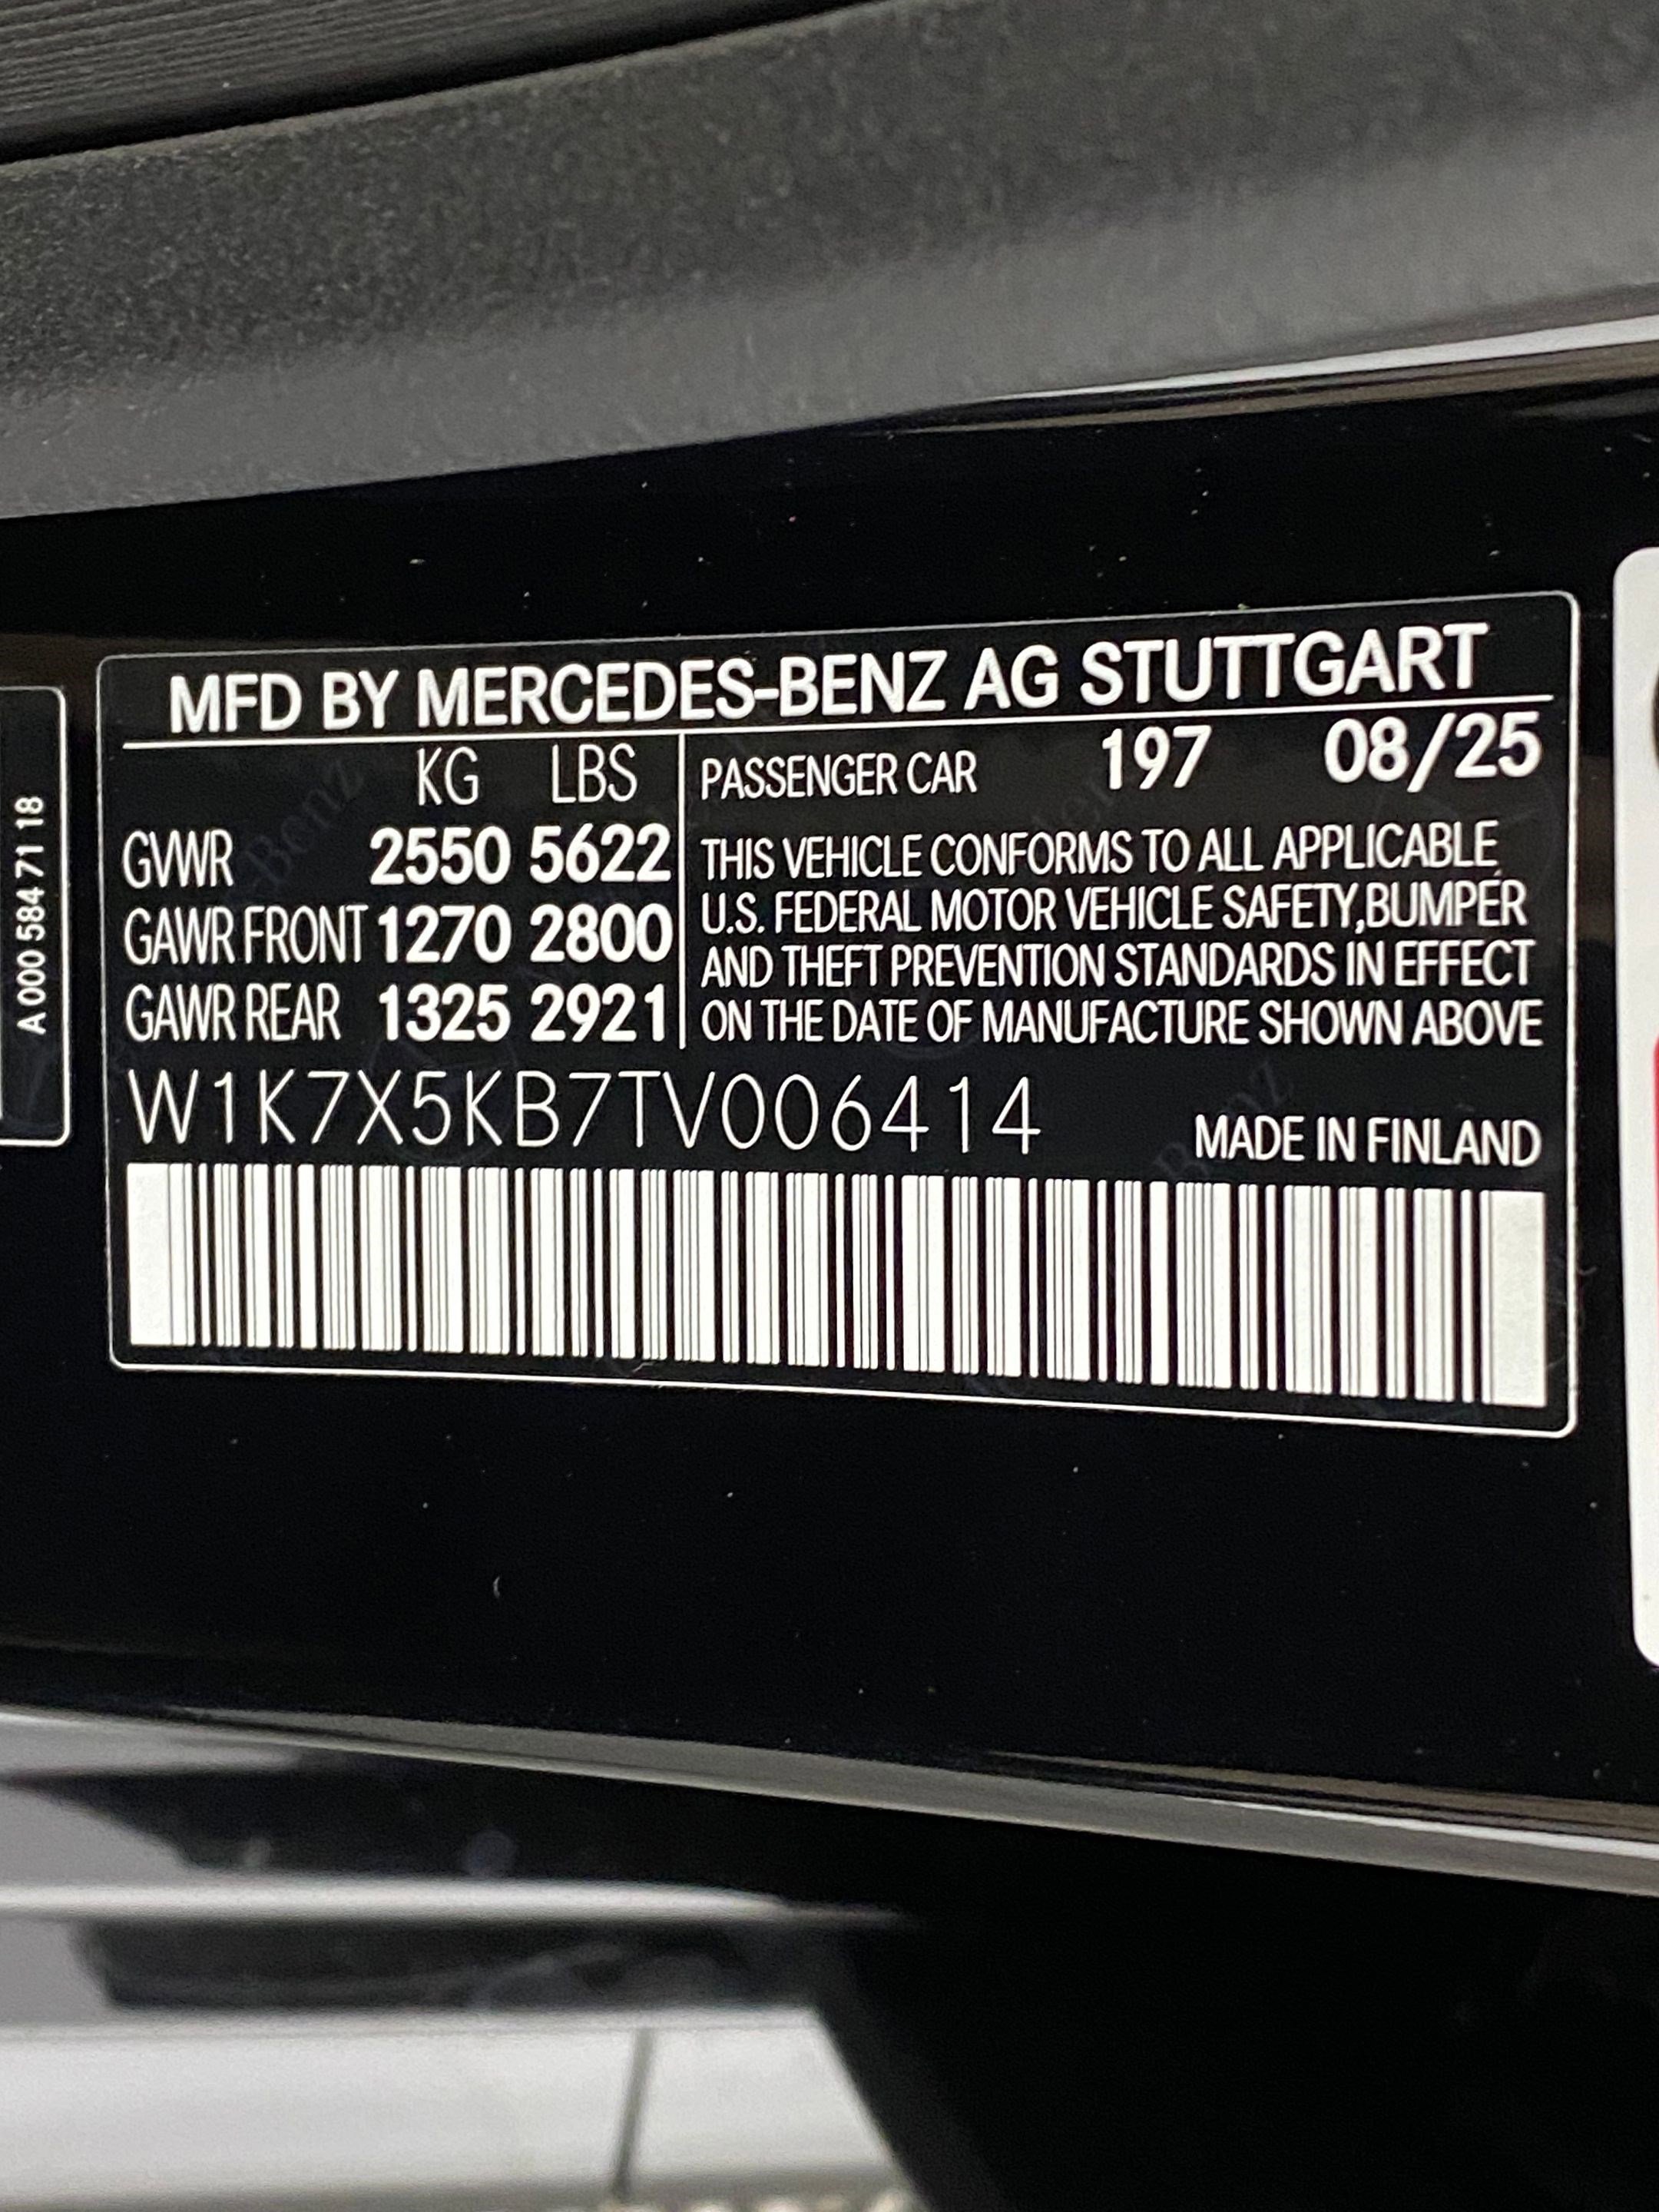 A 000 584 71 18
MFD BY MERCEDES-BENZ AG STUTTGART
KG LBS
GVWR 2550 5622
GAWR FRONT 1270 2800
GAWR REAR 1325 2921
PASSENGER CAR 197 08/25
THIS VEHICLE CONFORMS TO ALL APPLICABLE
U.S. FEDERAL MOTOR VEHICLE SAFETY,BUMPER
AND THEFT PREVENTION STANDARDS IN EFFECT
ON THE DATE OF MANUFACTURE SHOWN ABOVE
W1K7X5KB7TV006414
MADE IN FINLAND